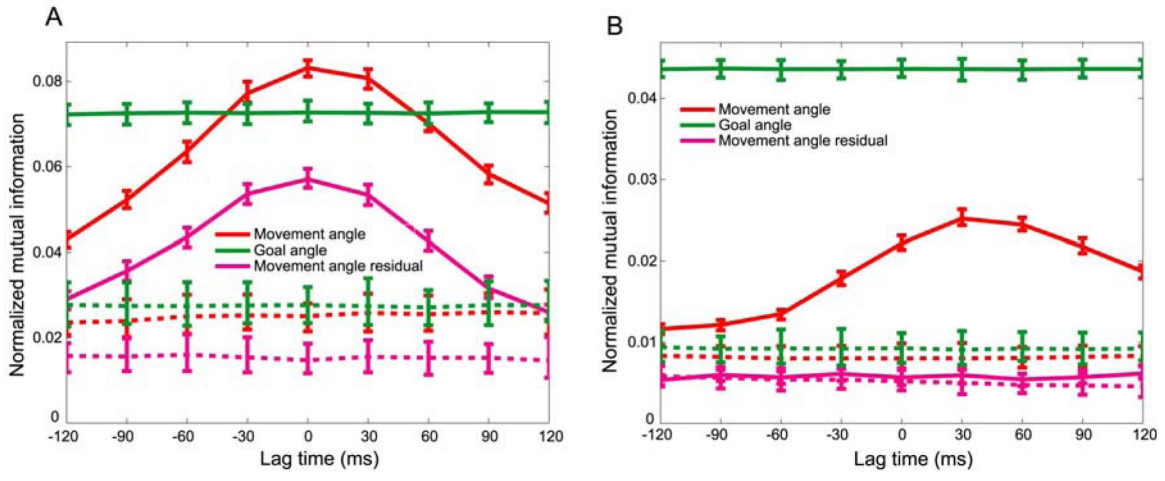 A
Normalized mutual information
0.08
0.06
0.04
0.02
0
Movement angle
Goal angle
Movement angle residual
-120 -90 -60 -30 0 30 60 90 120
Lag time (ms)
B
Normalized mutual information
0.04
0.03
0.02
0.01
0
Movement angle
Goal angle
Movement angle residual
-120 -90 -60 -30 0 30 60 90 120
Lag time (ms)